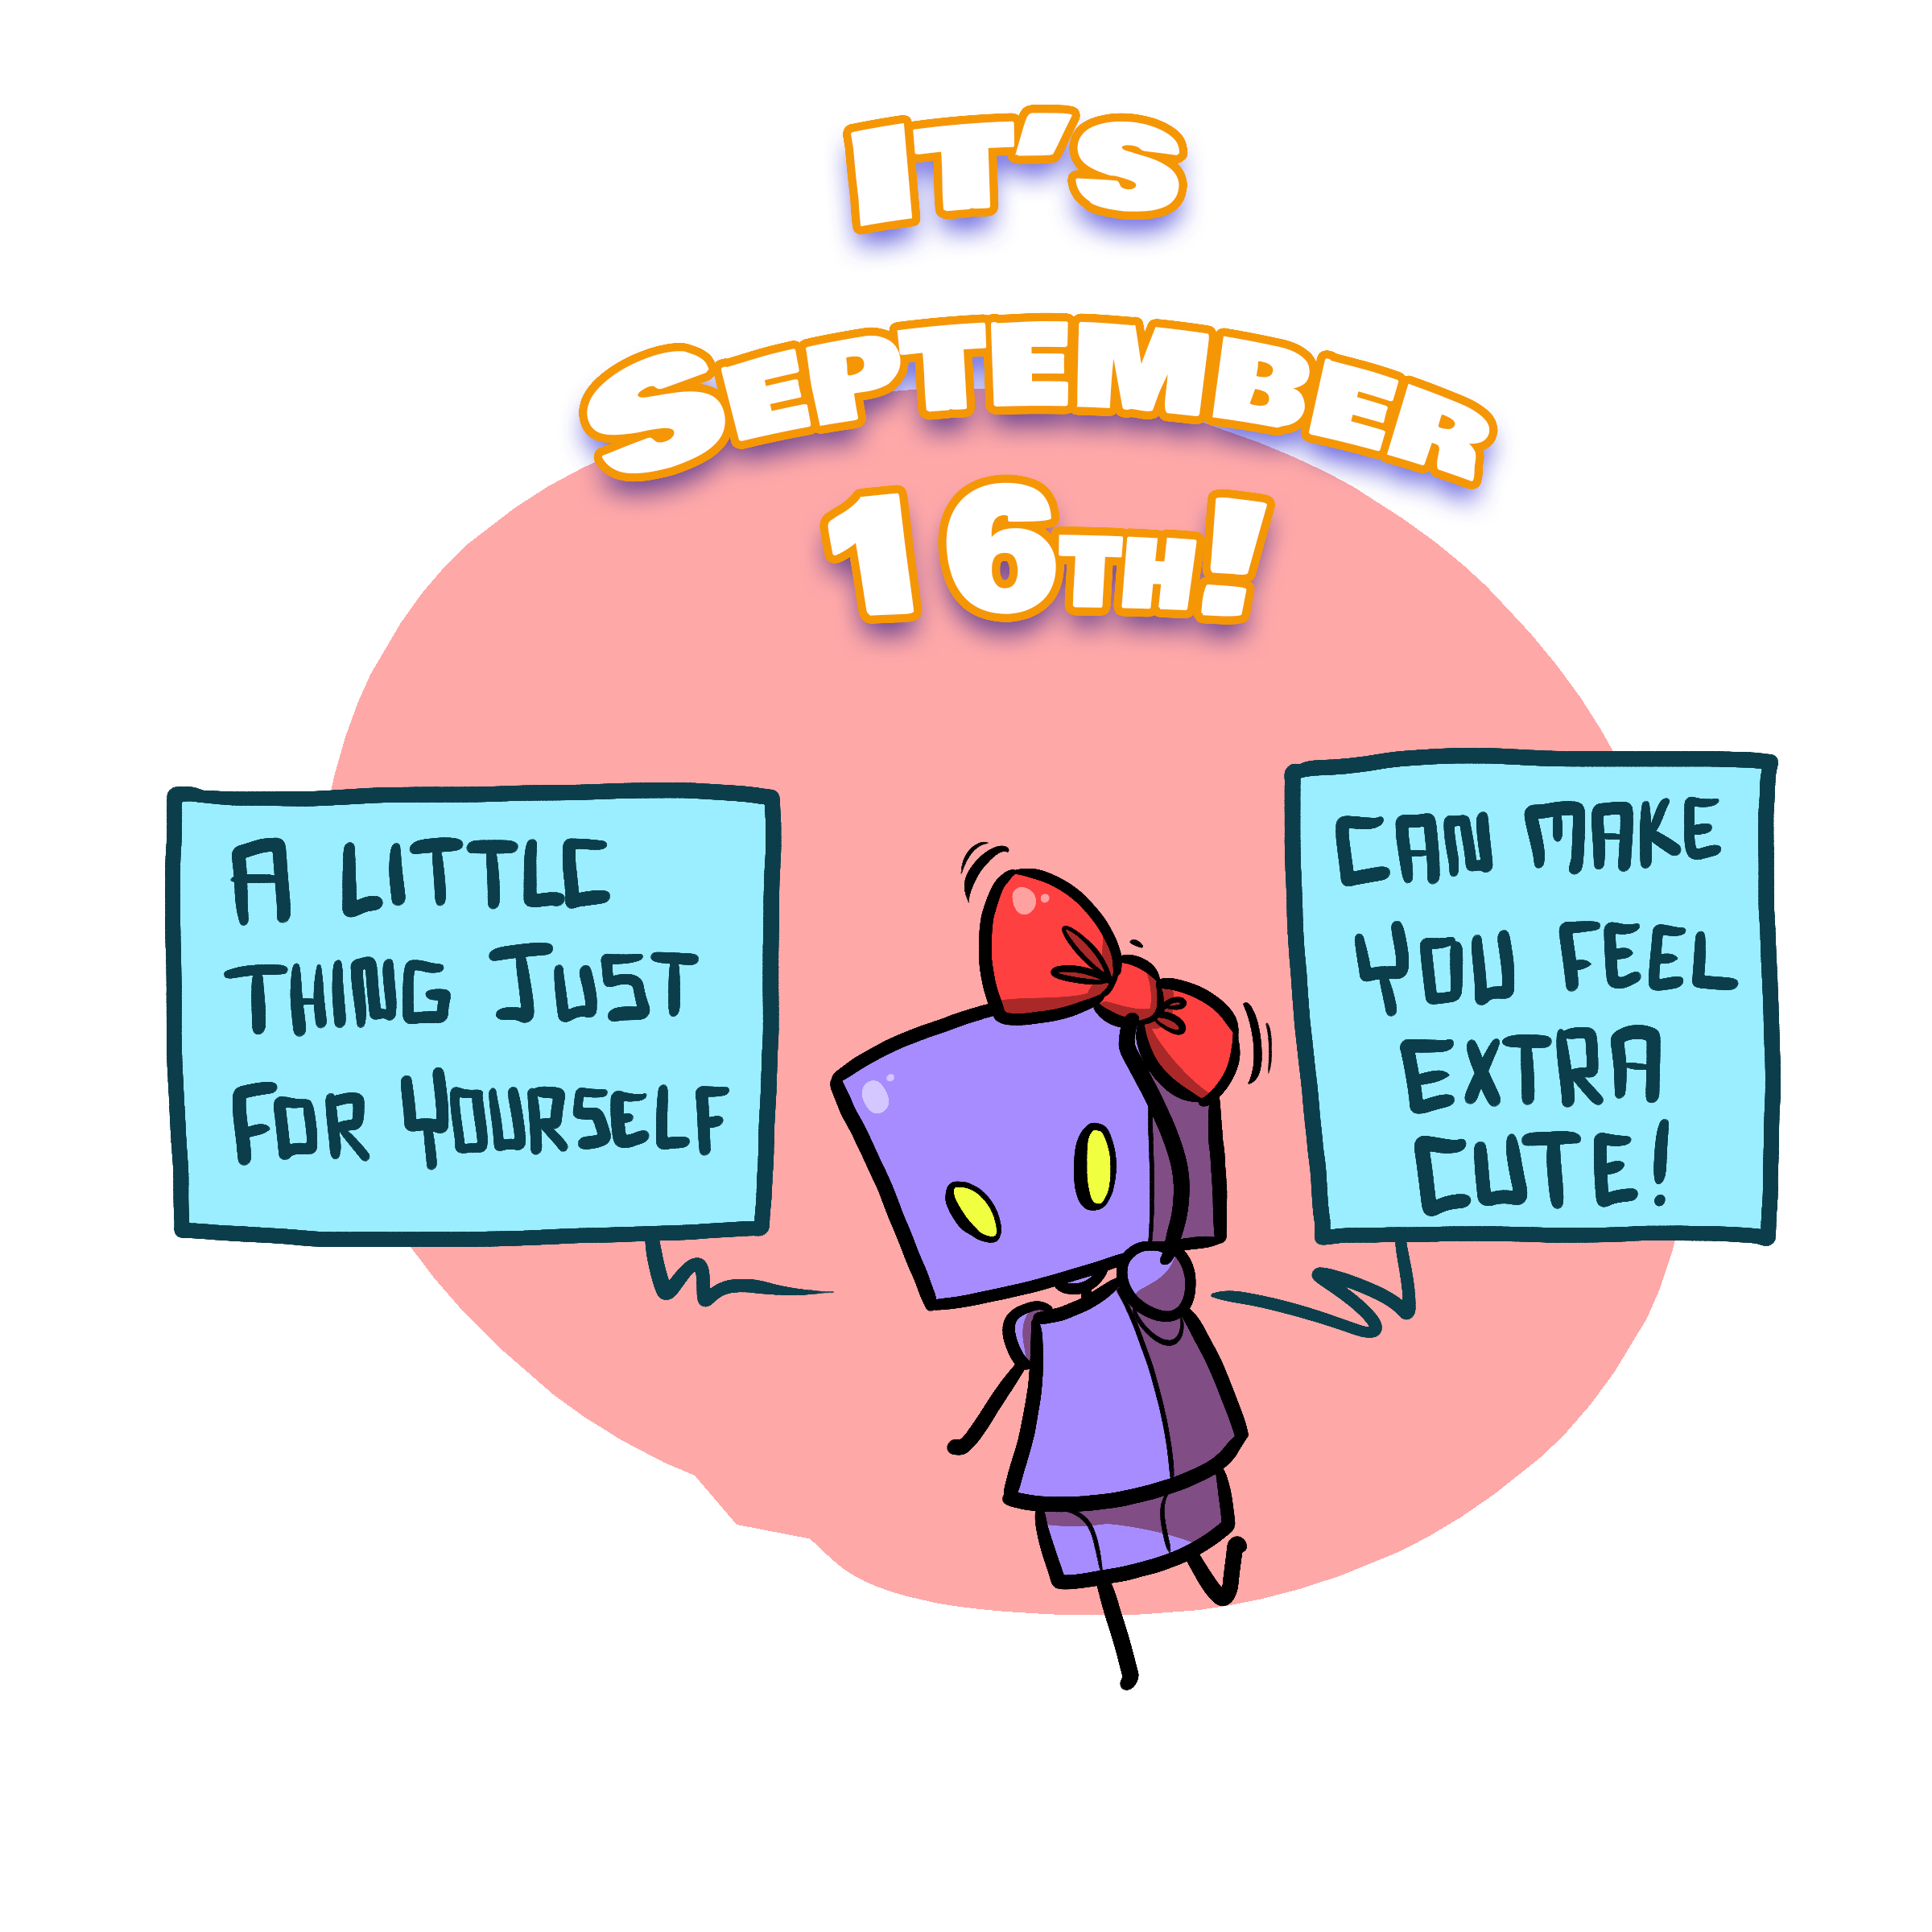 It's
September
16th!
A LITTLE
THING JUST
FOR YOURSELF
CAN MAKE
YOU FEEL
EXTRA
CUTE!